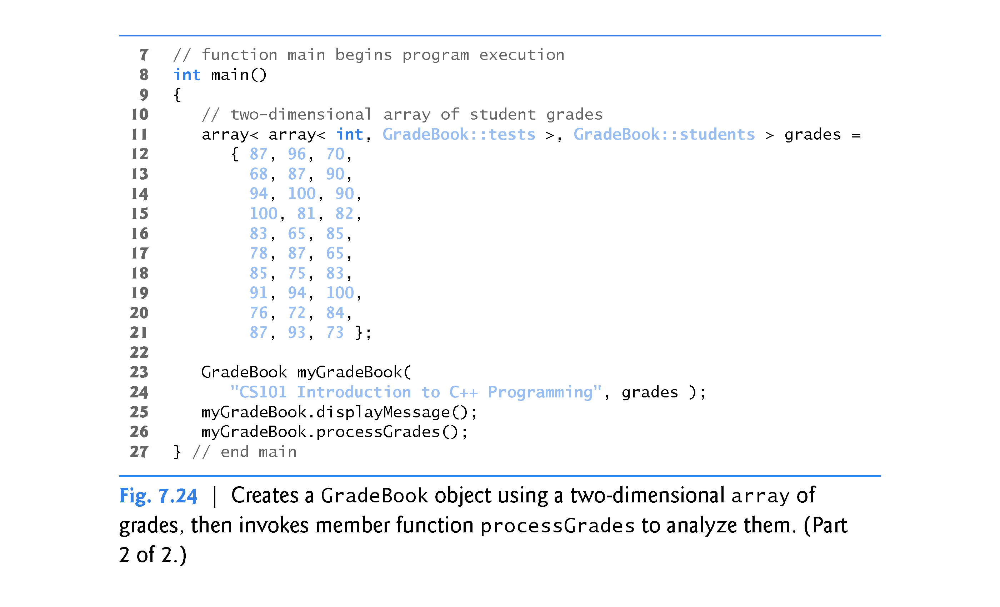 7 // function main begins program execution
8 int main()
9 {
10 // two-dimensional array of student grades
11 array< array< int, GradeBook::tests >, GradeBook::students > grades =
12 { 87, 96, 70,
13 68, 87, 90,
14 94, 100, 90,
15 100, 81, 82,
16 83, 65, 85,
17 78, 87, 65,
18 85, 75, 83,
19 91, 94, 100,
20 76, 72, 84,
21 87, 93, 73 };
22
23 GradeBook myGradeBook(
24 "CS101 Introduction to C++ Programming", grades );
25 myGradeBook.displayMessage();
26 myGradeBook.processGrades();
27 } // end main
Fig. 7.24 | Creates a GradeBook object using a two-dimensional array of
grades, then invokes member function processGrades to analyze them. (Part
2 of 2.)